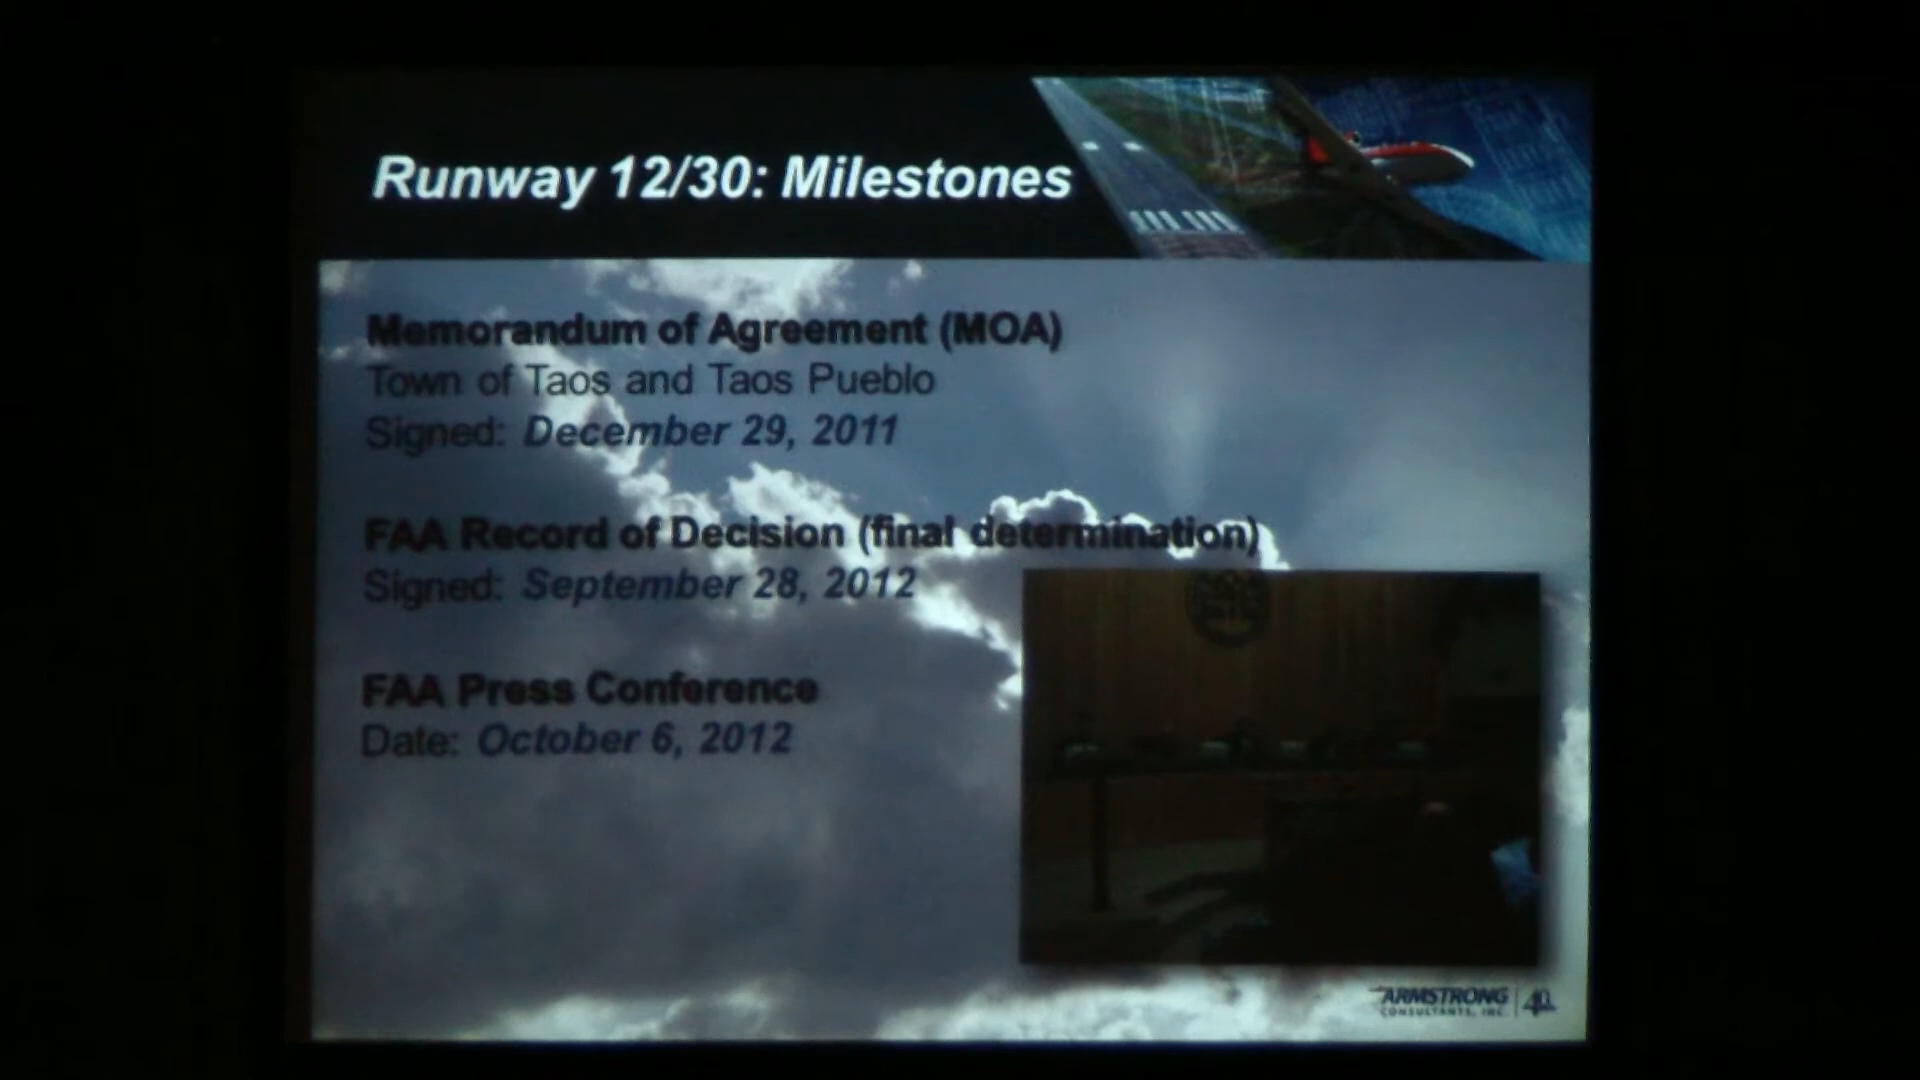 Runway 12/30: Milestones
Memorandum of Agreement (MOA)
Town of Taos and Taos Pueblo
Signed: December 29, 2011
FAA Record of Decision (final determination)
Signed: September 28, 2012
FAA Press Conference
Date: October 6, 2012
ARMSTRONG
CONSULTANTS, INC.
40